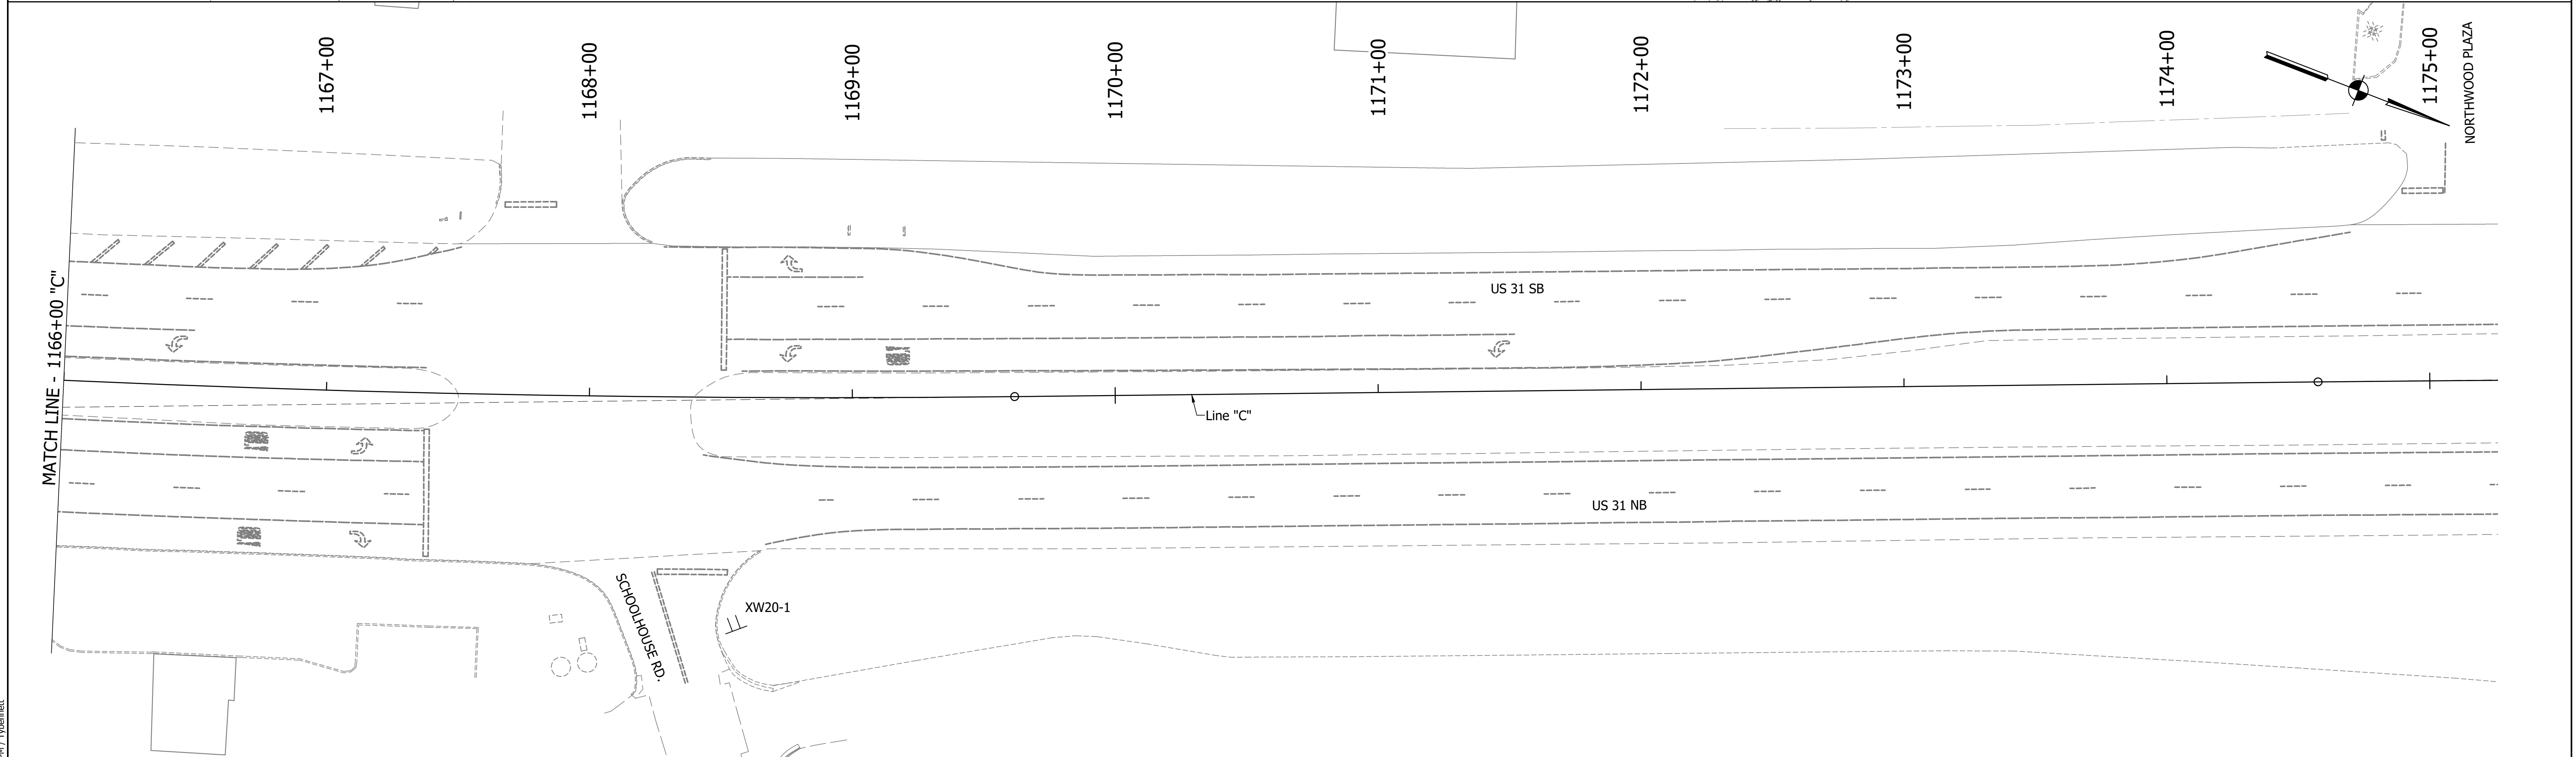 1167+00
1168+00
1169+00
1170+00
1171+00
1172+00
1173+00
1174+00
1175+00
NORTHWOOD PLAZA
MATCH LINE - 1166+00 "C"
US 31 SB
Line "C"
US 31 NB
SCHOOLHOUSE RD.
XW20-1